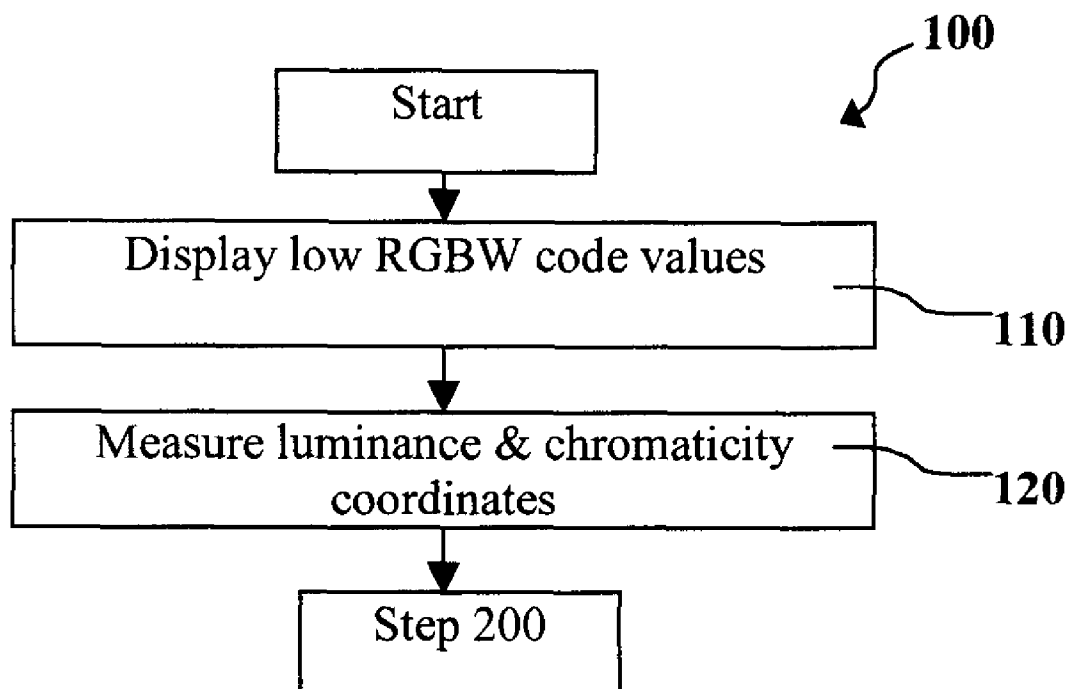 100
Start
Display low RGBW code values
110
Measure luminance & chromaticity
coordinates
120
Step 200